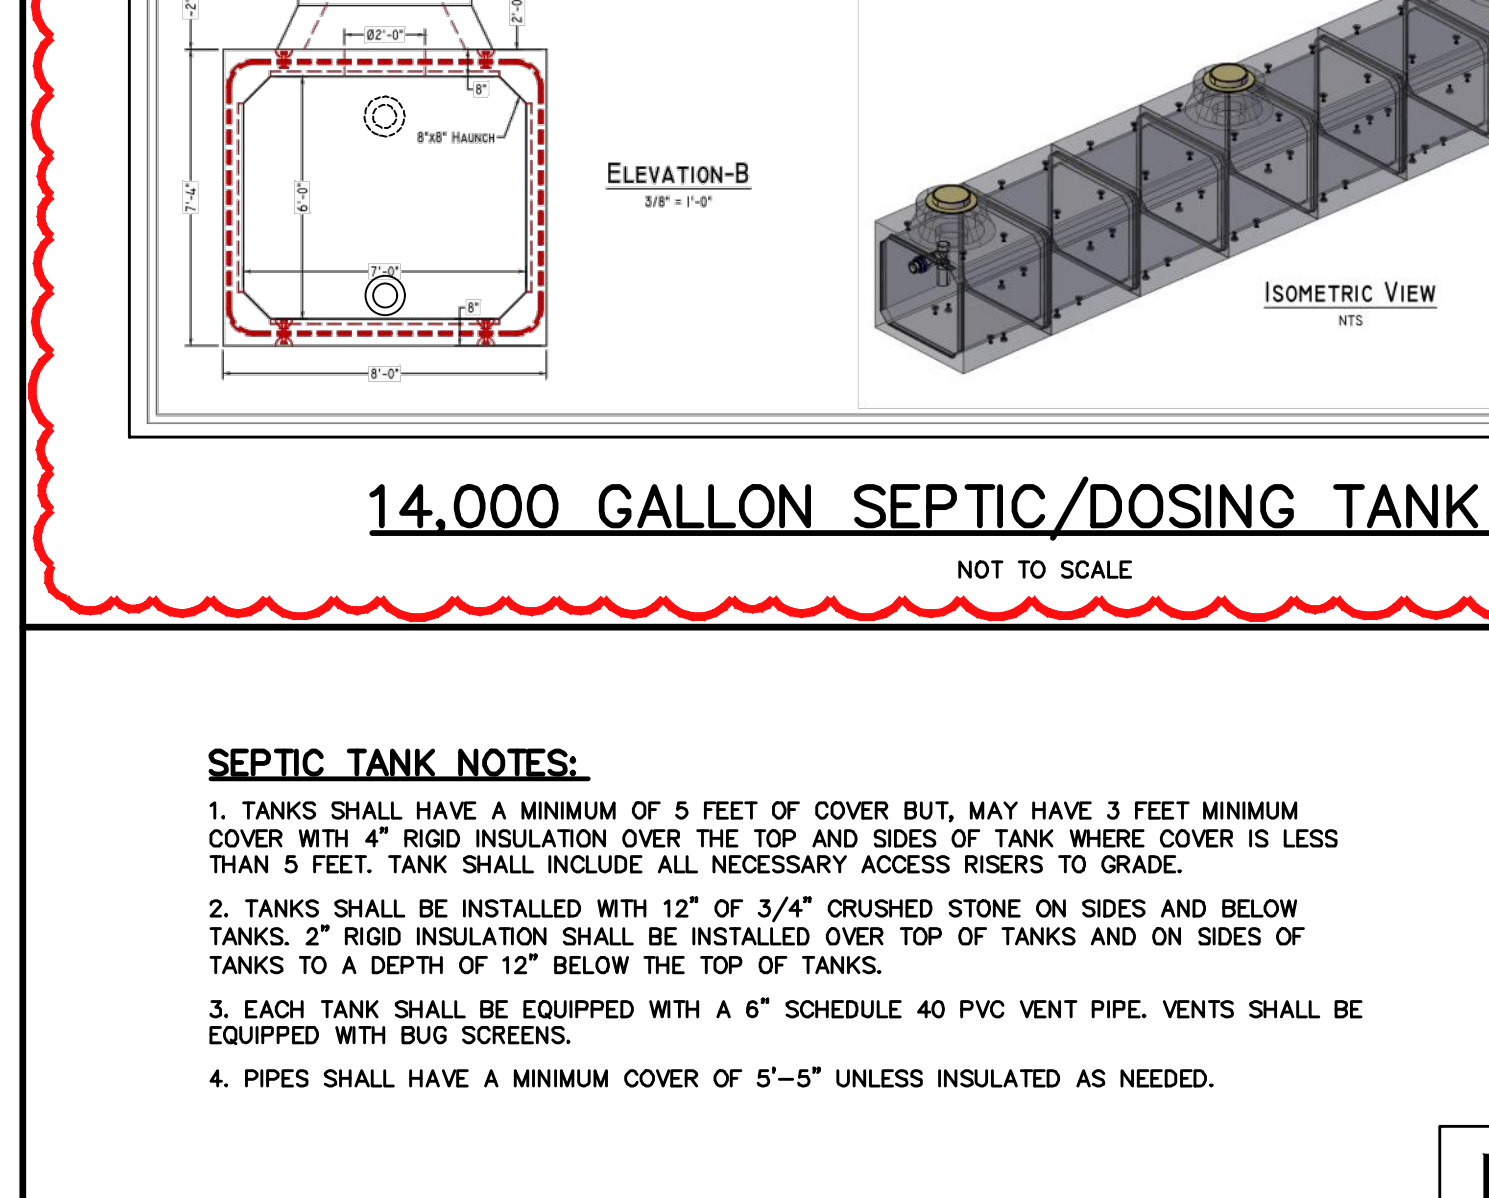 2'-0"
Ø2'-0"
8"
8"x8" HAUNCH
7'-4"
6'-0"
ELEVATION-B
3/8" = 1'-0"
7'-0"
8"
8'-0"
ISOMETRIC VIEW
NTS
14,000 GALLON SEPTIC/DOSING TANK
NOT TO SCALE
SEPTIC TANK NOTES:
1. TANKS SHALL HAVE A MINIMUM OF 5 FEET OF COVER BUT, MAY HAVE 3 FEET MINIMUM
COVER WITH 4" RIGID INSULATION OVER THE TOP AND SIDES OF TANK WHERE COVER IS LESS
THAN 5 FEET. TANK SHALL INCLUDE ALL NECESSARY ACCESS RISERS TO GRADE.
2. TANKS SHALL BE INSTALLED WITH 12" OF 3/4" CRUSHED STONE ON SIDES AND BELOW
TANKS. 2" RIGID INSULATION SHALL BE INSTALLED OVER TOP OF TANKS AND ON SIDES OF
TANKS TO A DEPTH OF 12" BELOW THE TOP OF TANKS.
3. EACH TANK SHALL BE EQUIPPED WITH A 6" SCHEDULE 40 PVC VENT PIPE. VENTS SHALL BE
EQUIPPED WITH BUG SCREENS.
4. PIPES SHALL HAVE A MINIMUM COVER OF 5'-5" UNLESS INSULATED AS NEEDED.